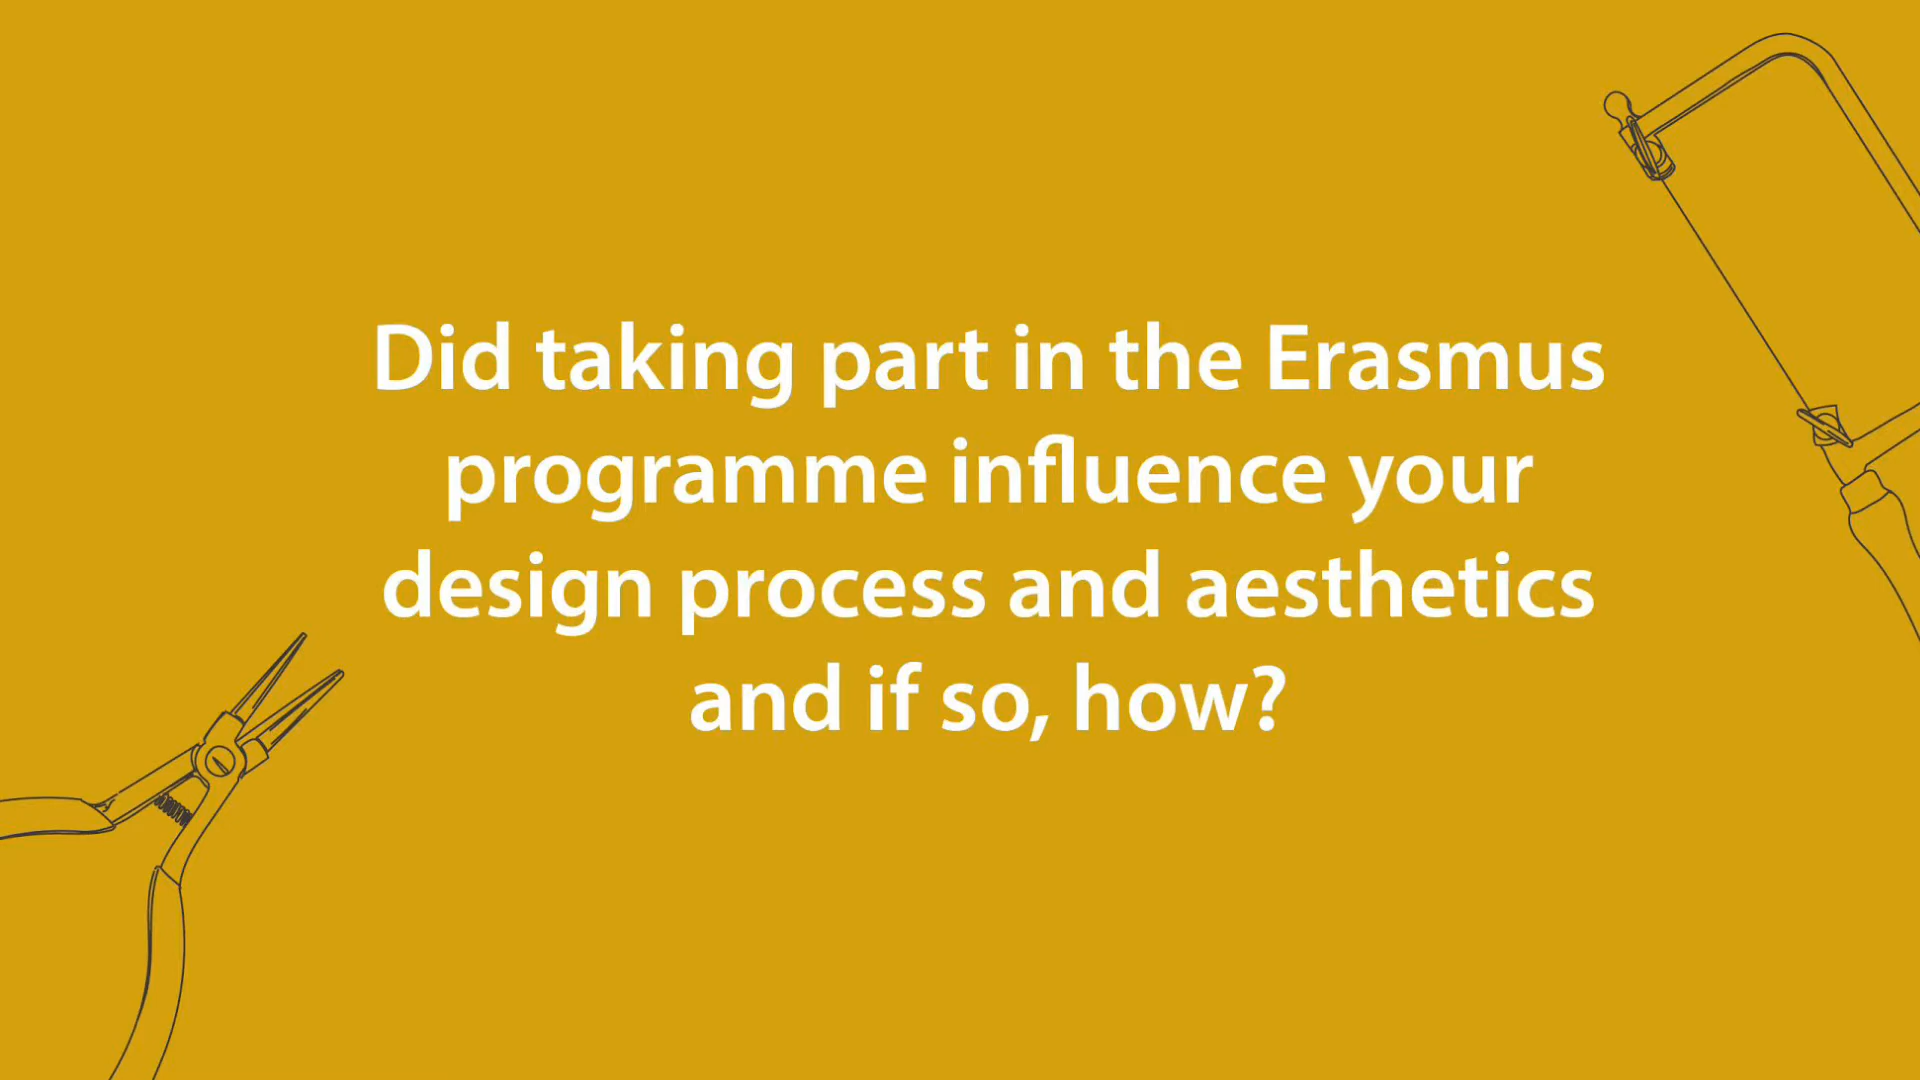 Did taking part in the Erasmus
programme influence your
design process and aesthetics
and if so, how?